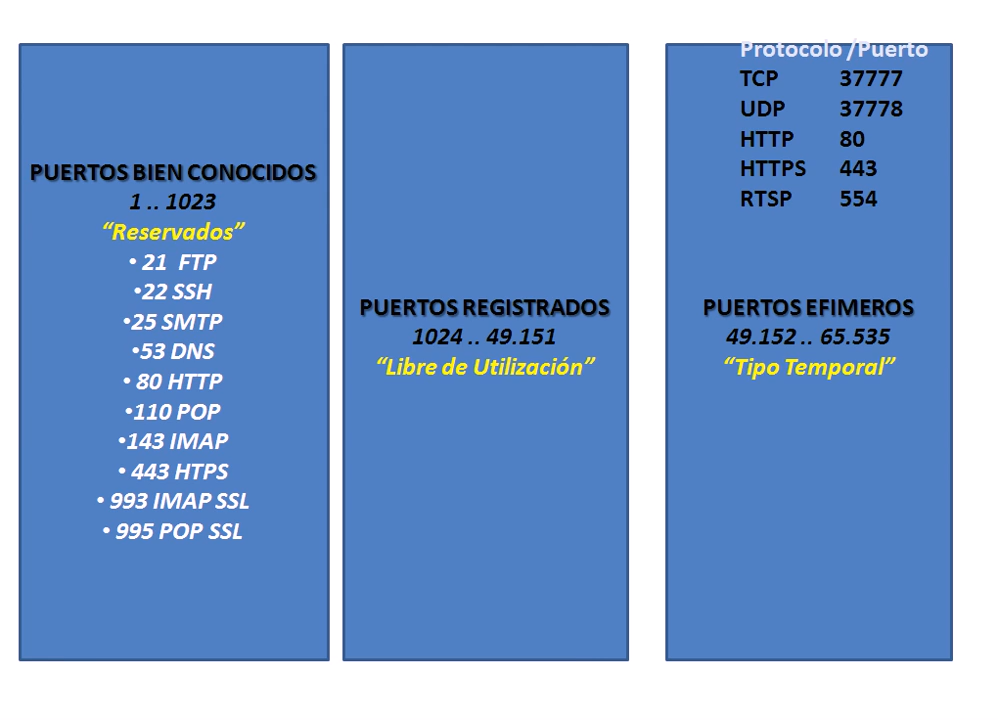 PUERTOS BIEN CONOCIDOS
1 .. 1023
“Reservados”
• 21 FTP
•22 SSH
•25 SMTP
•53 DNS
• 80 HTTP
•110 POP
•143 IMAP
• 443 HTPS
• 993 IMAP SSL
• 995 POP SSL
PUERTOS REGISTRADOS
1024 .. 49.151
“Libre de Utilización”
Protocolo /Puerto
TCP 37777
UDP 37778
HTTP 80
HTTPS 443
RTSP 554
PUERTOS EFIMEROS
49.152 .. 65.535
“Tipo Temporal”